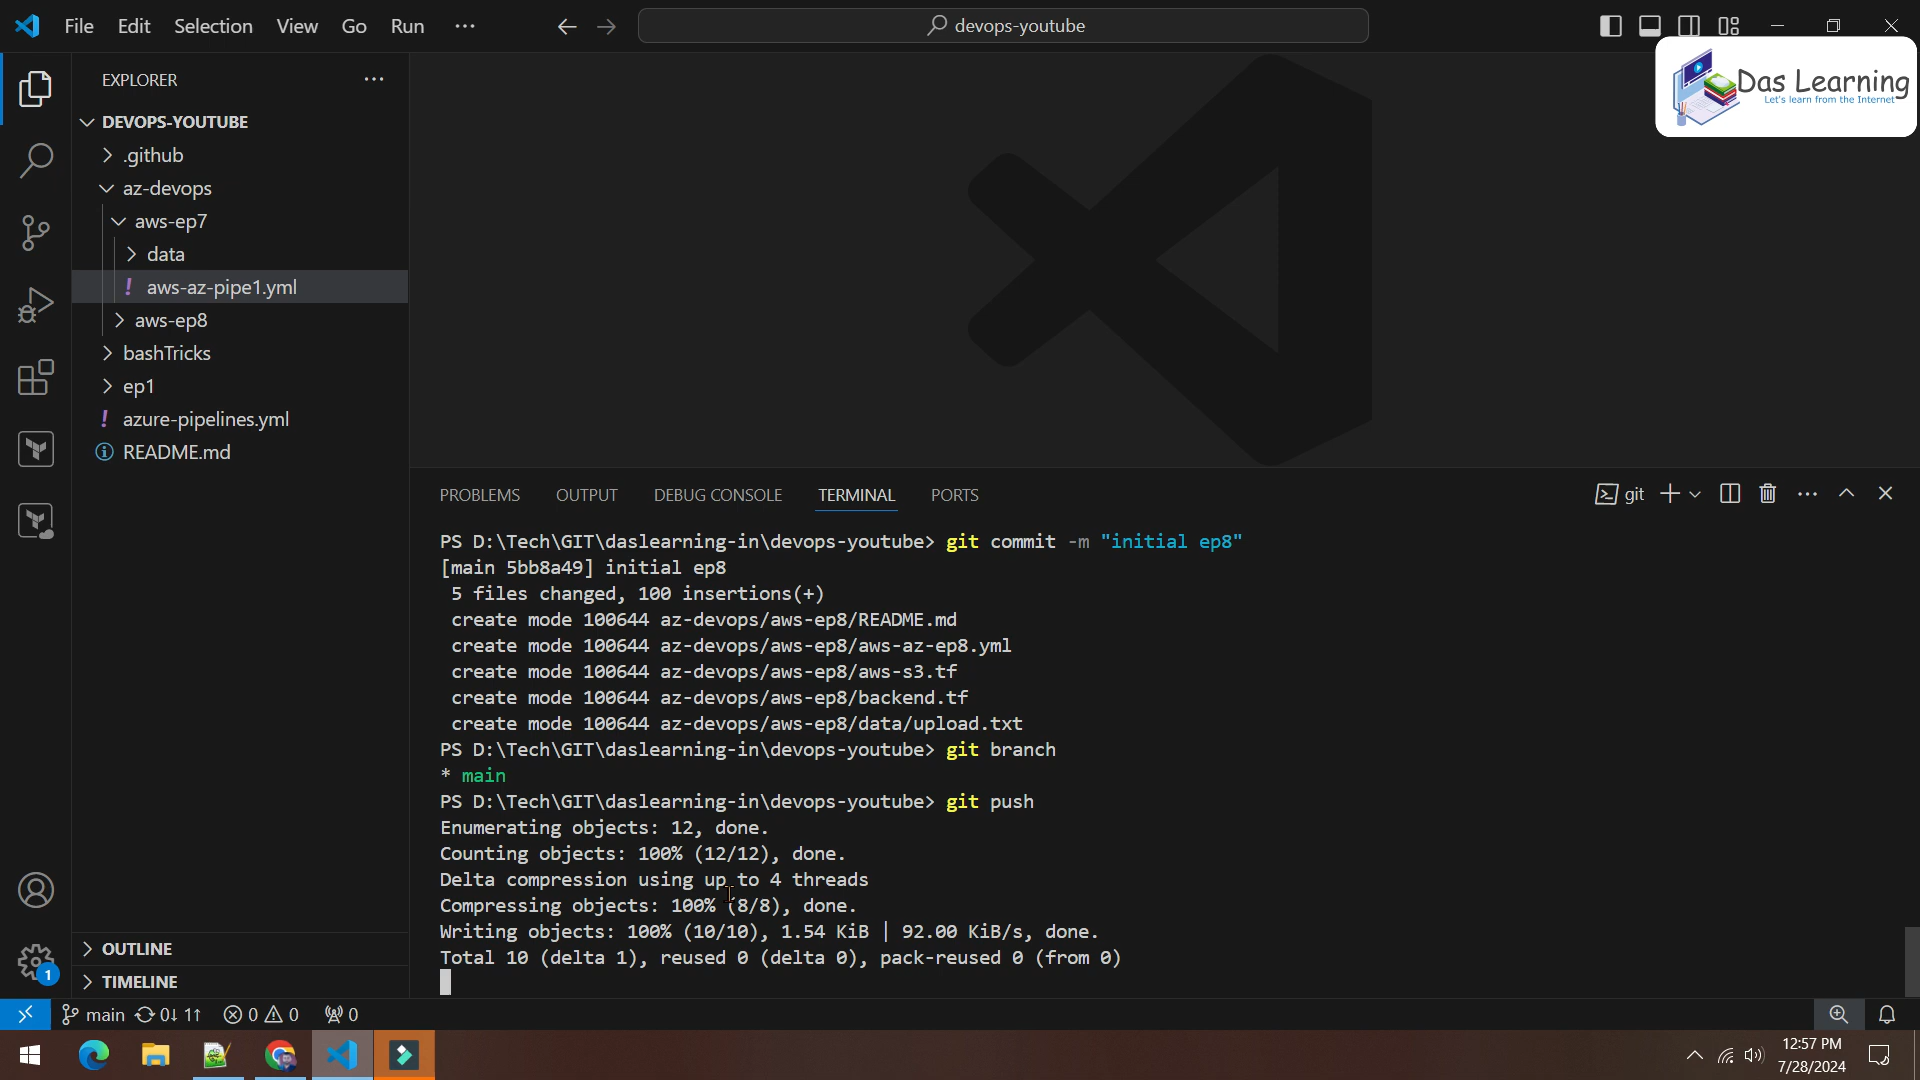 File Edit Selection View Go Run
devops-youtube
Das Learning
Let's learn from the Internet
EXPLORER
DEVOPS-YOUTUBE
.github
az-devops
aws-ep7
data
! aws-az-pipe1.yml
aws-ep8
bashTricks
ep1
! azure-pipelines.yml
README.md
OUTLINE
TIMELINE
1
PROBLEMS OUTPUT DEBUG CONSOLE TERMINAL PORTS
git
PS D:\Tech\GIT\daslearning-in\devops-youtube> git commit -m "initial ep8"
[main 5bb8a49] initial ep8
5 files changed, 100 insertions(+)
create mode 100644 az-devops/aws-ep8/README.md
create mode 100644 az-devops/aws-ep8/aws-az-ep8.yml
create mode 100644 az-devops/aws-ep8/aws-s3.tf
create mode 100644 az-devops/aws-ep8/backend.tf
create mode 100644 az-devops/aws-ep8/data/upload.txt
PS D:\Tech\GIT\daslearning-in\devops-youtube> git branch
* main
PS D:\Tech\GIT\daslearning-in\devops-youtube> git push
Enumerating objects: 12, done.
Counting objects: 100% (12/12), done.
Delta compression using up to 4 threads
Compressing objects: 100% (8/8), done.
Writing objects: 100% (10/10), 1.54 KiB | 92.00 KiB/s, done.
Total 10 (delta 1), reused 0 (delta 0), pack-reused 0 (from 0)
main 0↓ 1↑ 0 0 0
12:57 PM
7/28/2024